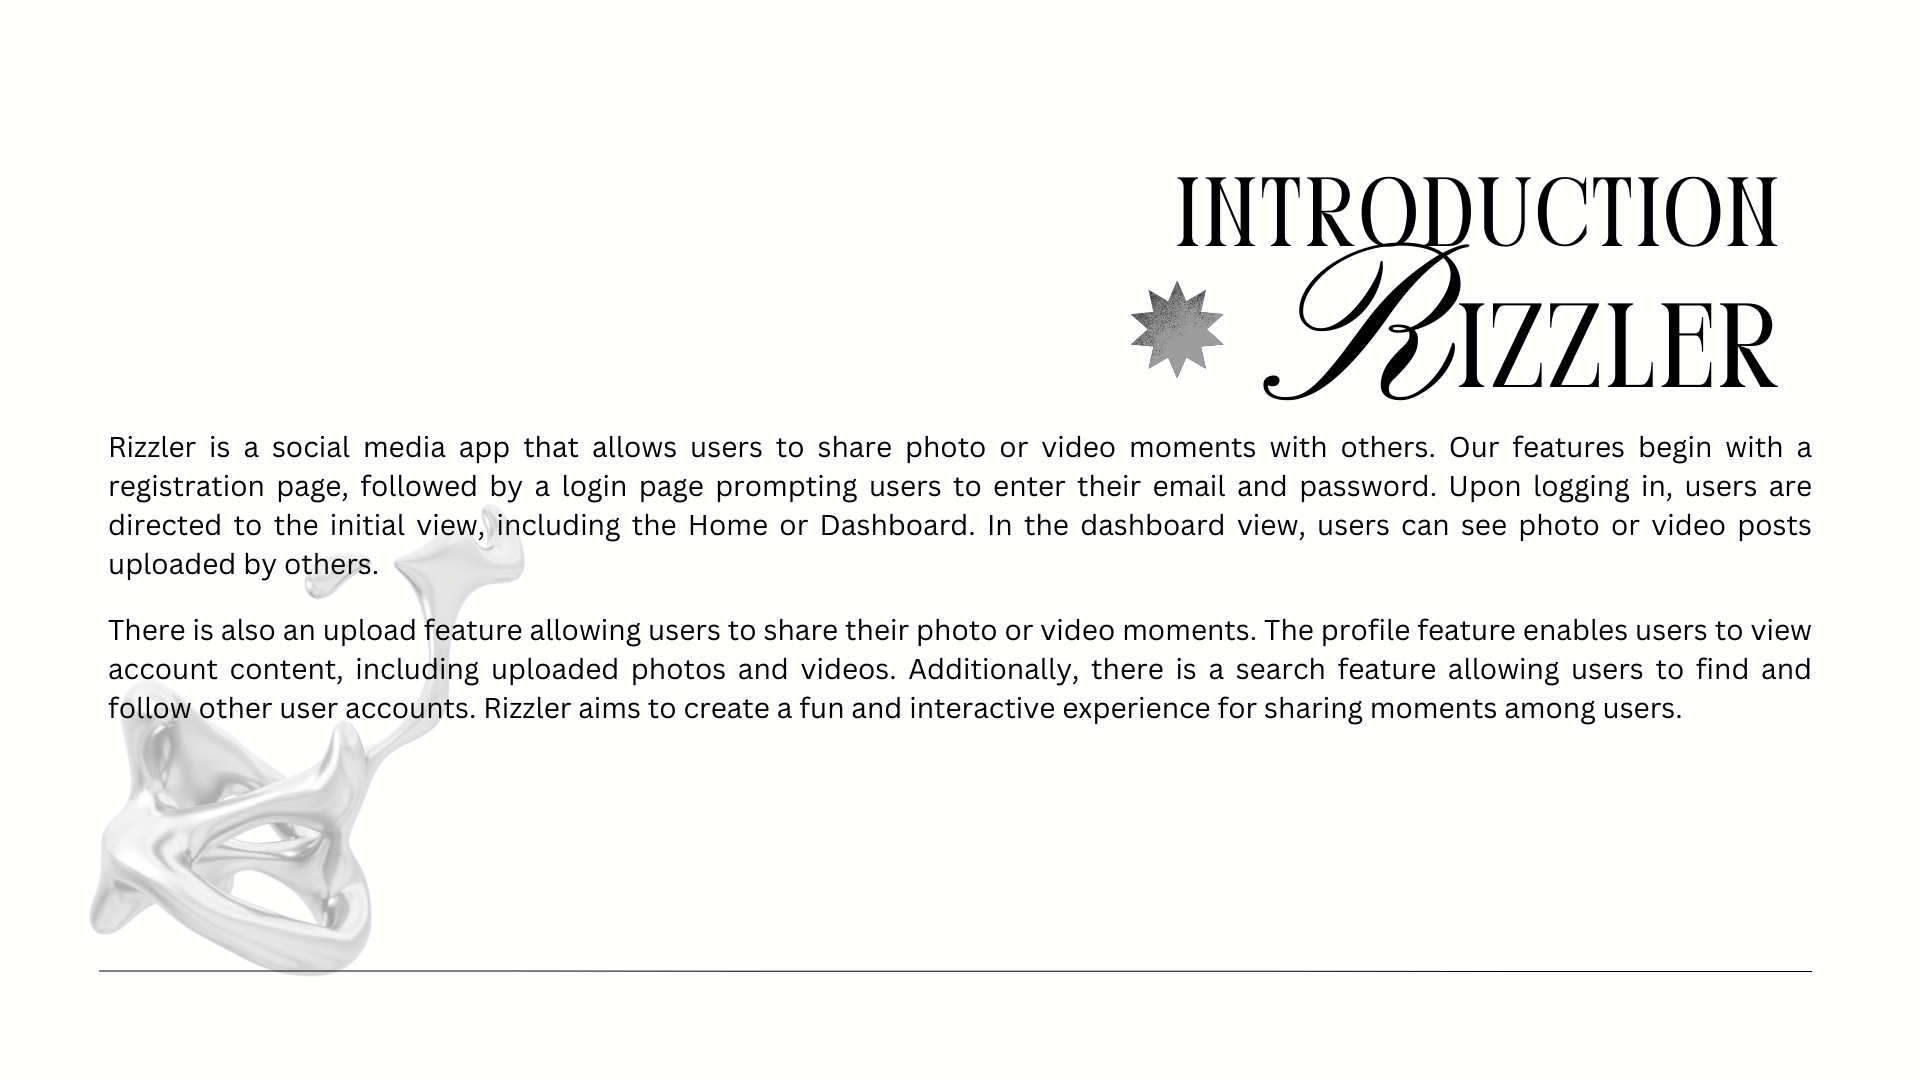 INTRODUCTION
RIZZLER
Rizzler is a social media app that allows users to share photo or video moments with others. Our features begin with a
registration page, followed by a login page prompting users to enter their email and password. Upon logging in, users are
directed to the initial view, including the Home or Dashboard. In the dashboard view, users can see photo or video posts
uploaded by others.
There is also an upload feature allowing users to share their photo or video moments. The profile feature enables users to view
account content, including uploaded photos and videos. Additionally, there is a search feature allowing users to find and
follow other user accounts. Rizzler aims to create a fun and interactive experience for sharing moments among users.